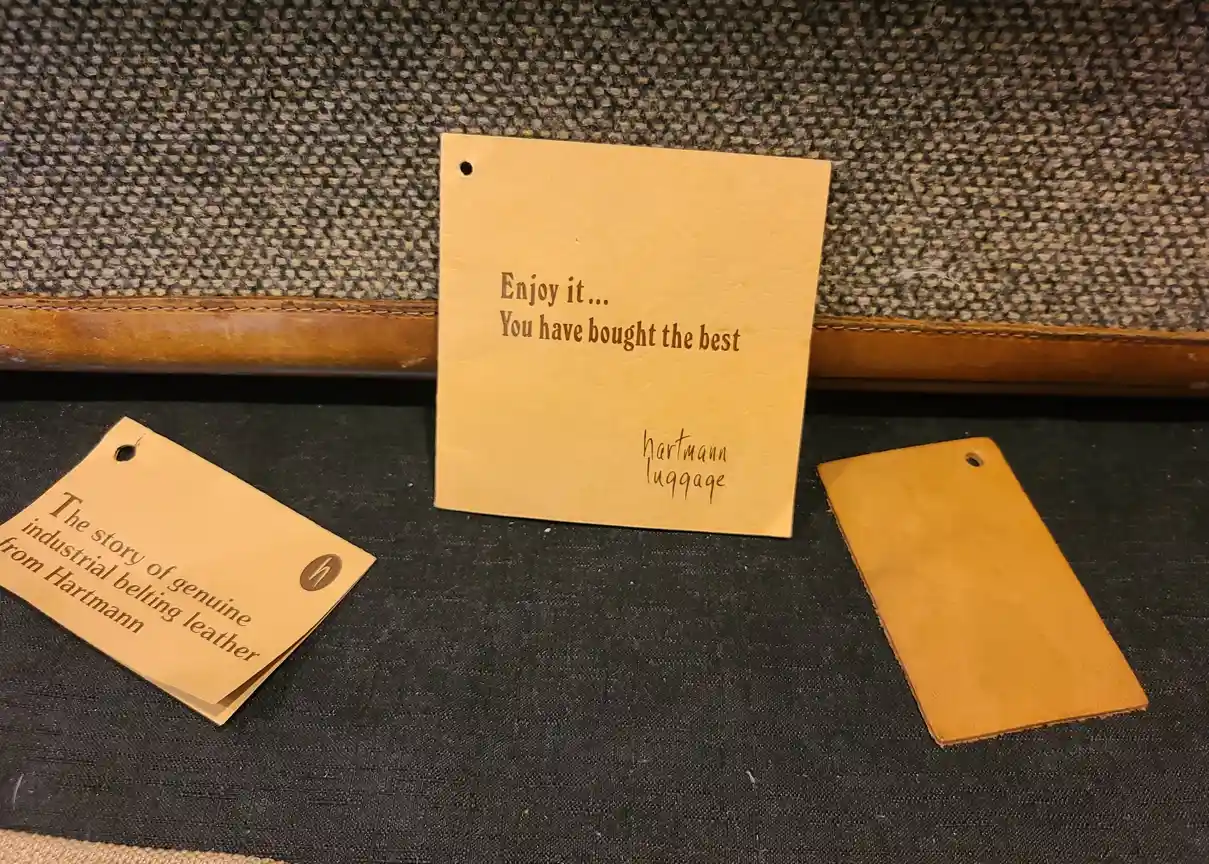 Enjoy it...
You have bought the best
hartmann
luggage
The story of genuine
industrial belting leather
from Hartmann
h